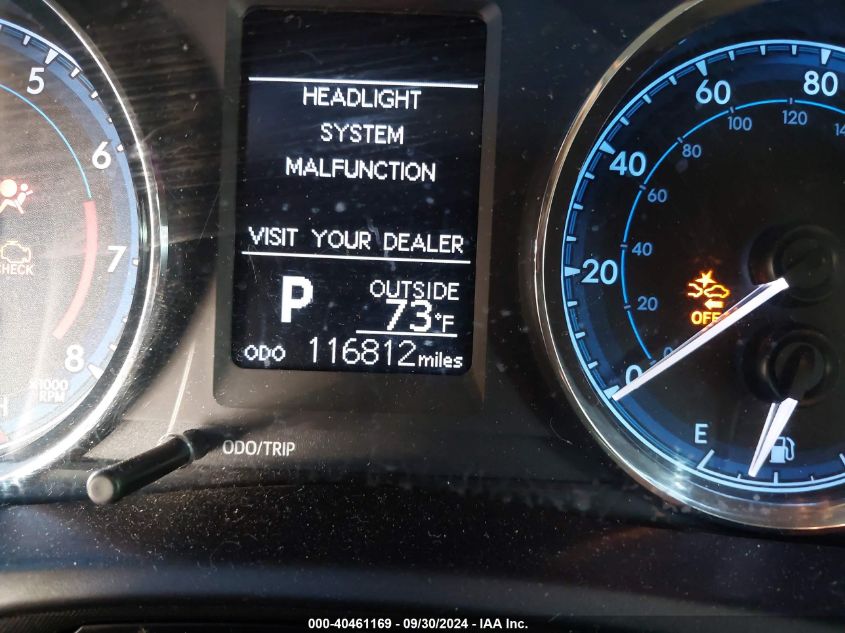 HEADLIGHT
SYSTEM
MALFUNCTION
VISIT YOUR DEALER
P
OUTSIDE
73°F
ODO 116812 miles
5
6
7
8
CHECK
x1000
RPM
H
ODO/TRIP
0
20
40
60
80
0
20
40
60
80
100
120
OFF
E
000-40461169 - 09/30/2024 - IAA Inc.